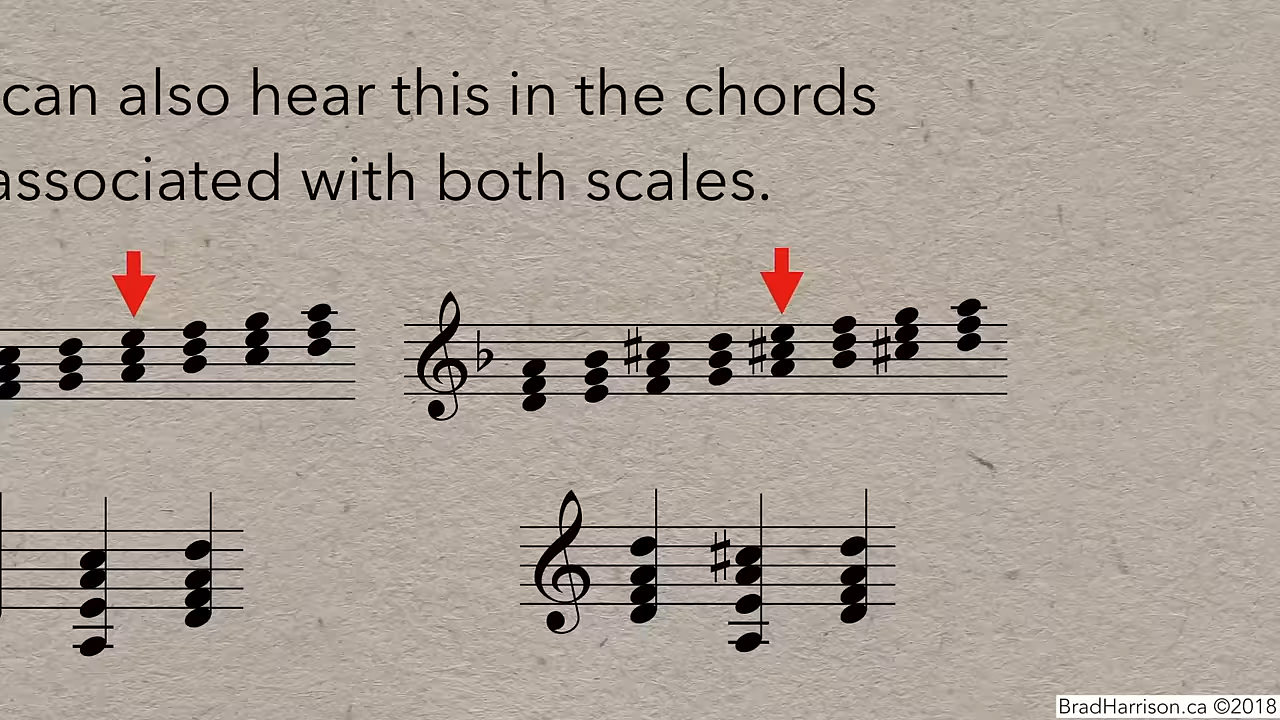 can also hear this in the chords
associated with both scales.
BradHarrison.ca ©2018